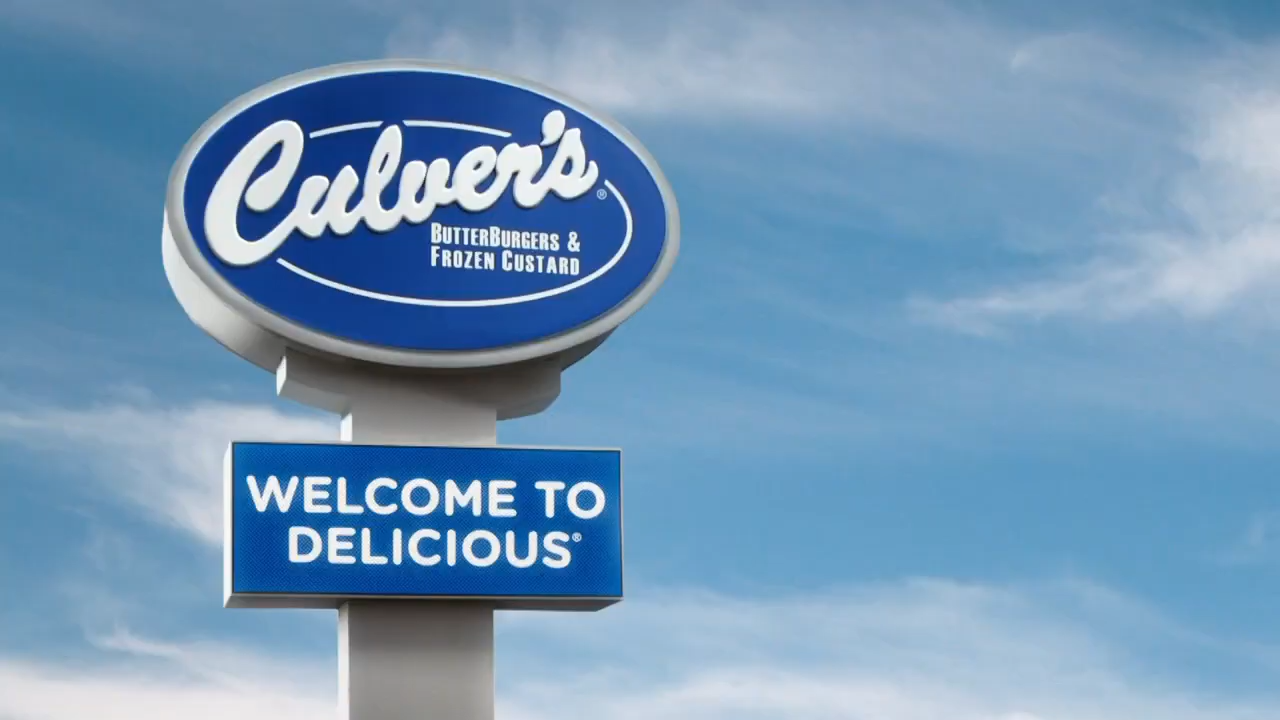 Culver's®
ButterBurgers &
Frozen Custard
WELCOME TO
DELICIOUS®